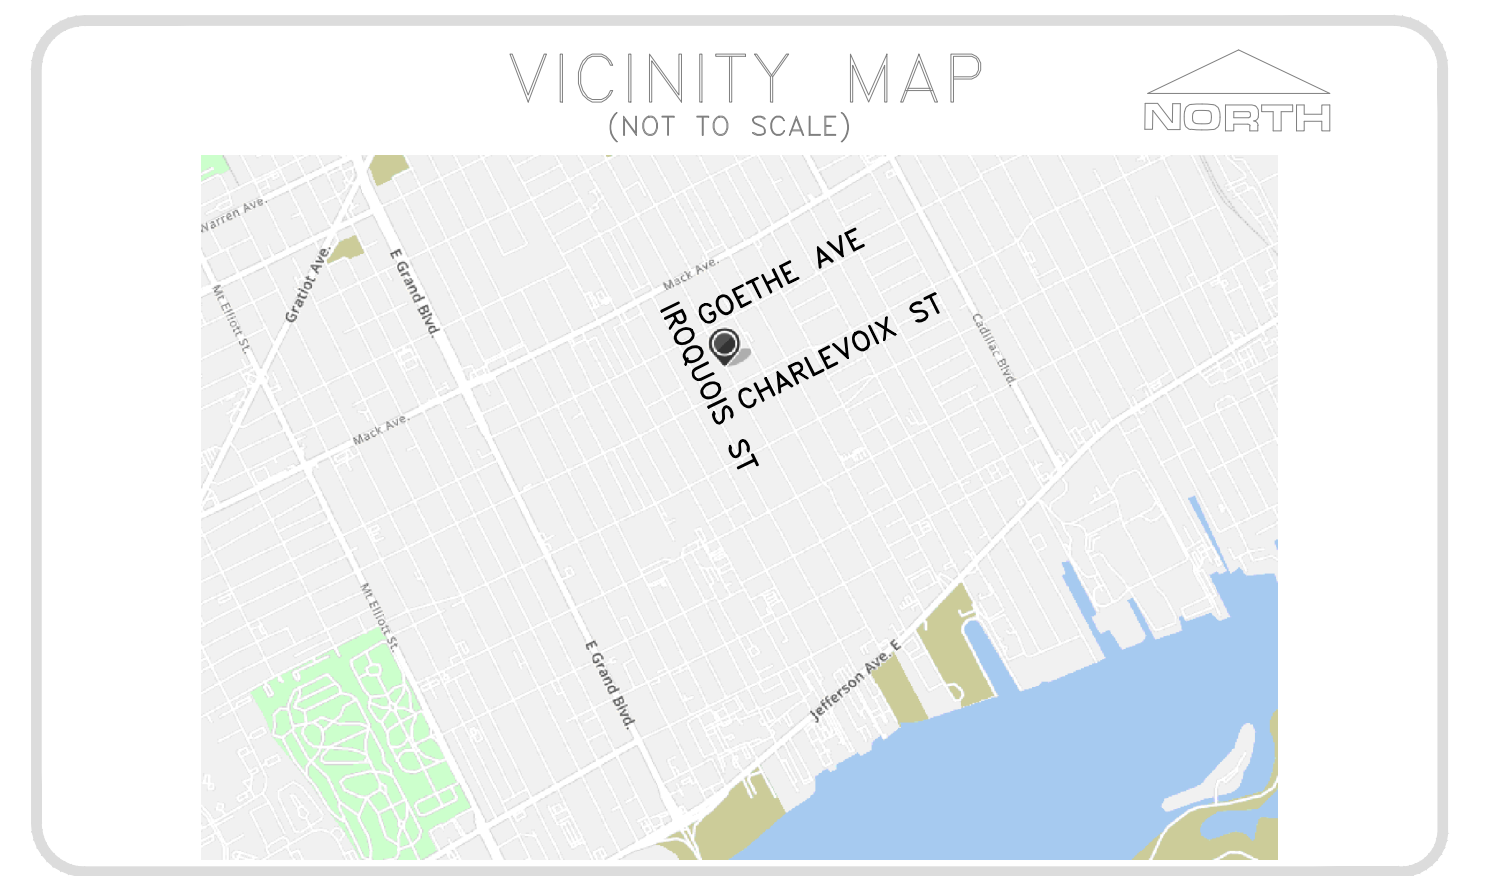 VICINITY MAP
(NOT TO SCALE)
NORTH
Warren Ave.
Gratiot Ave.
E Grand Blvd.
Mt Elliott St.
Mack Ave.
GOETHE AVE
IROQUOIS ST
CHARLEVOIX ST
Cadillac Blvd.
Mack Ave.
Mt Elliott St.
E Grand Blvd.
Jefferson Ave. E